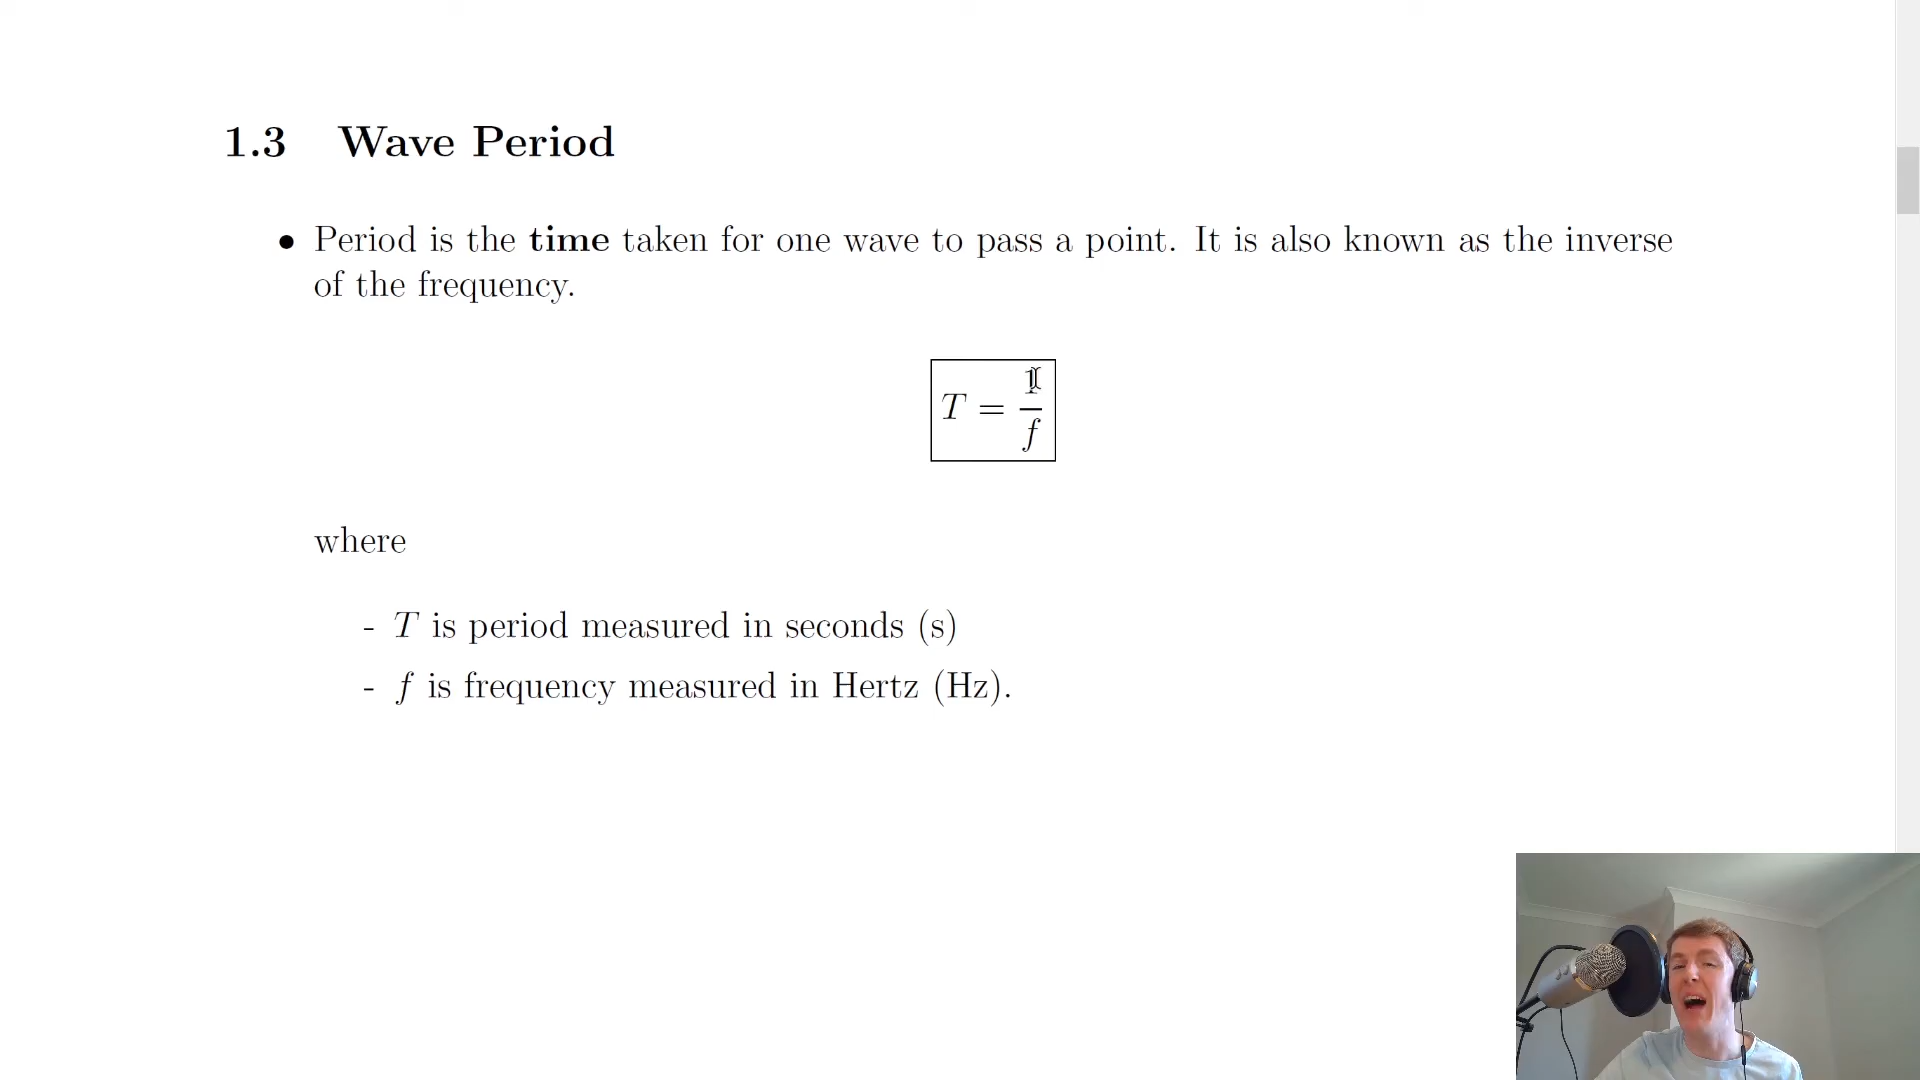 1.3 Wave Period
• Period is the time taken for one wave to pass a point. It is also known as the inverse
of the frequency.
T = 1/f
where
- T is period measured in seconds (s)
- f is frequency measured in Hertz (Hz).